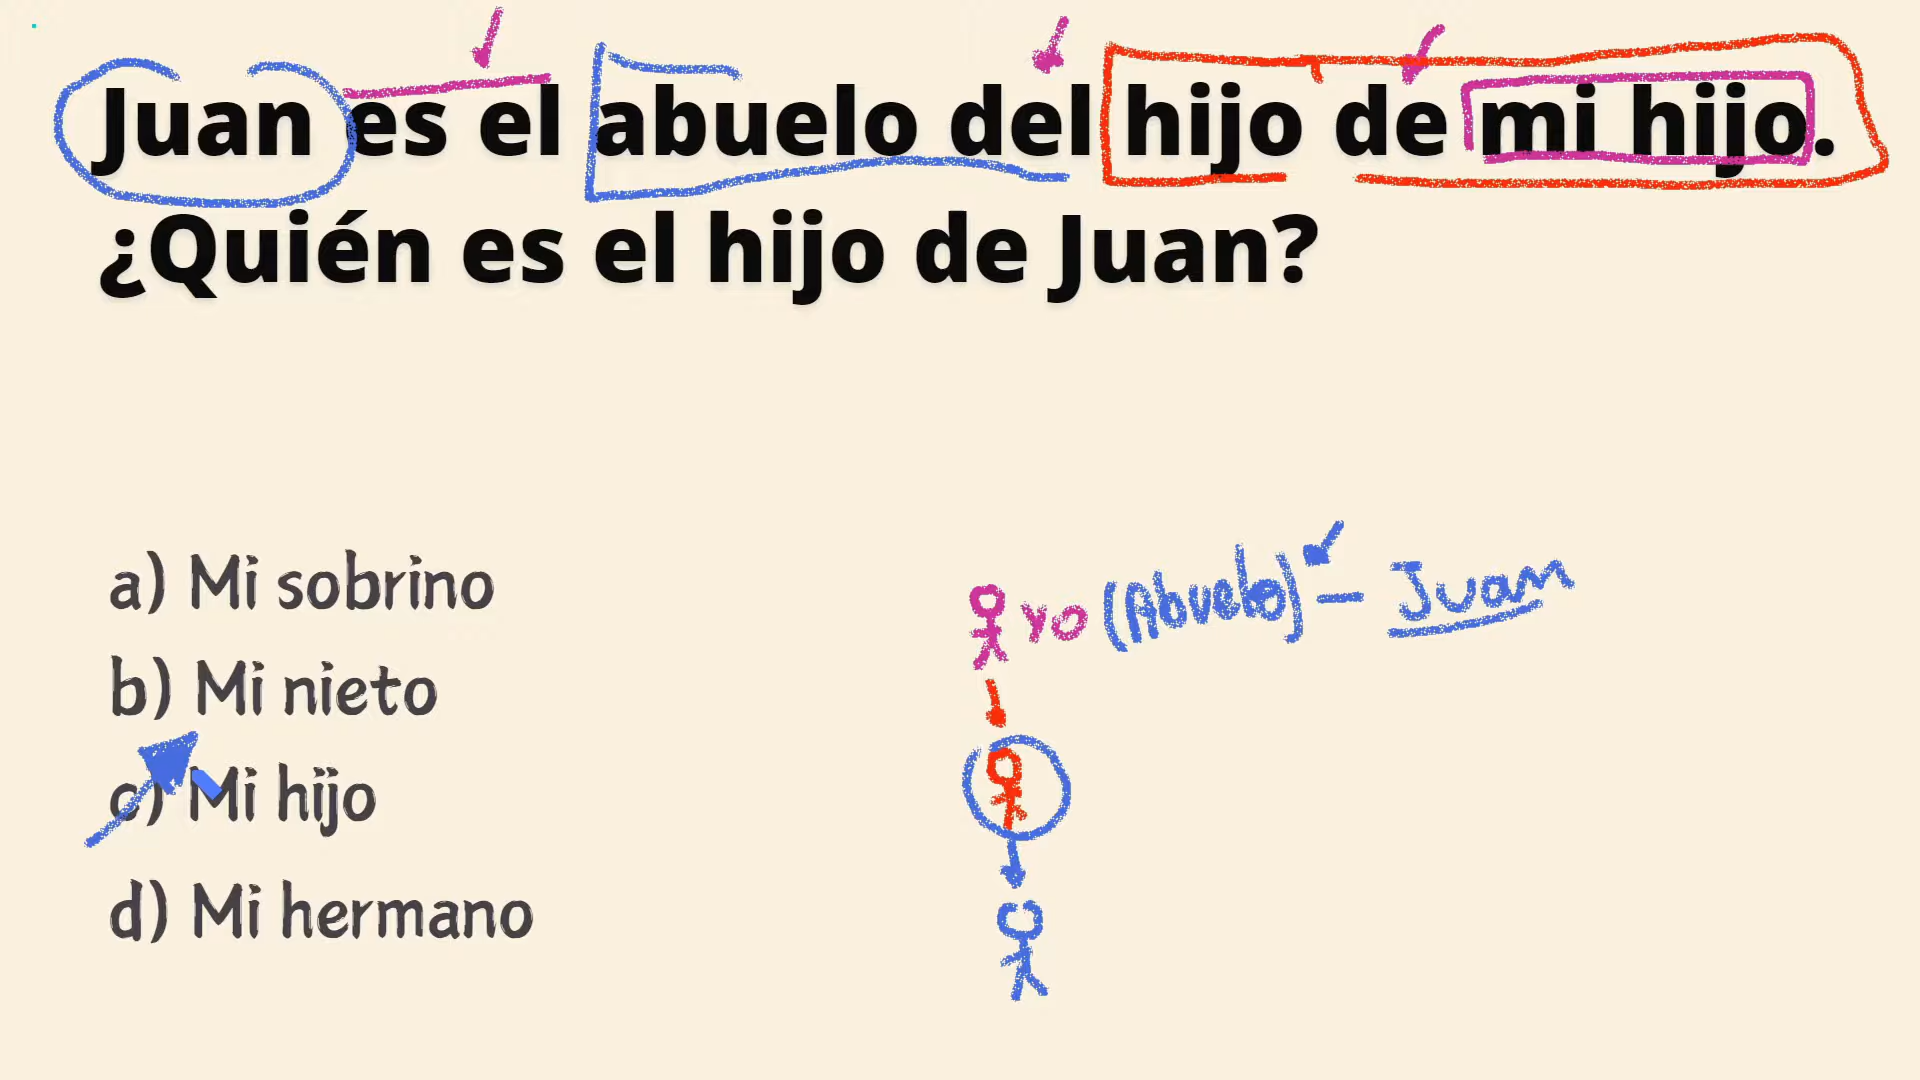 Juan es el abuelo del hijo de mi hijo.
¿Quién es el hijo de Juan?
a) Mi sobrino
b) Mi nieto
c) Mi hijo
d) Mi hermano
yo (Abuelo) - Juan